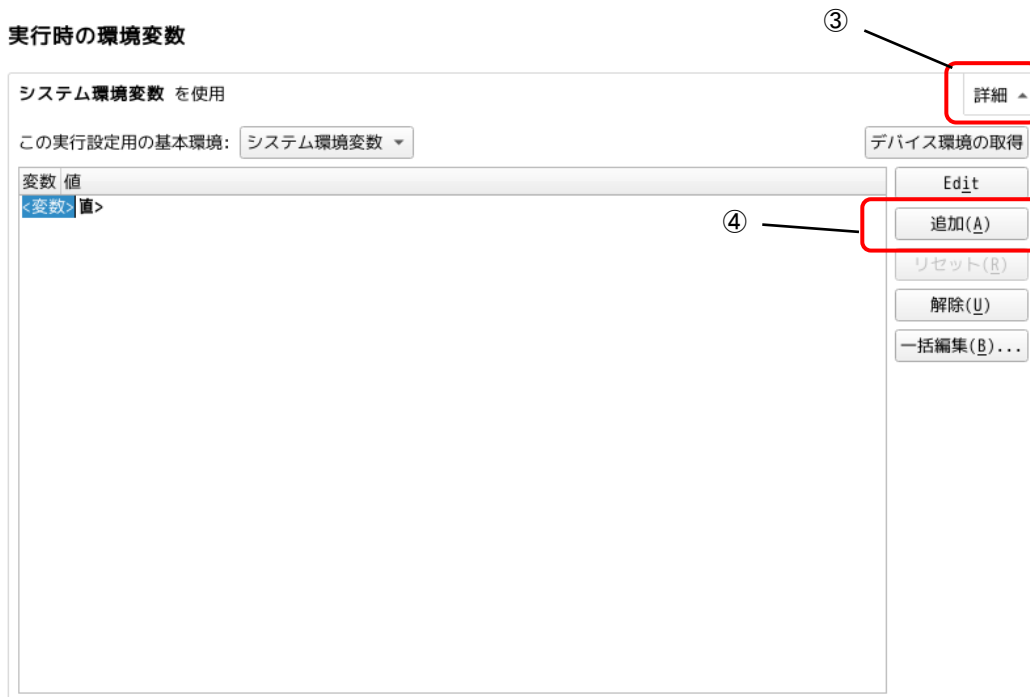 ③
実行時の環境変数
システム環境変数 を使用
詳細
この実行設定用の基本環境: システム環境変数
デバイス環境の取得
変数 値
Edit
<変数> 値>
④
追加(A)
リセット(R)
解除(U)
一括編集(B)...